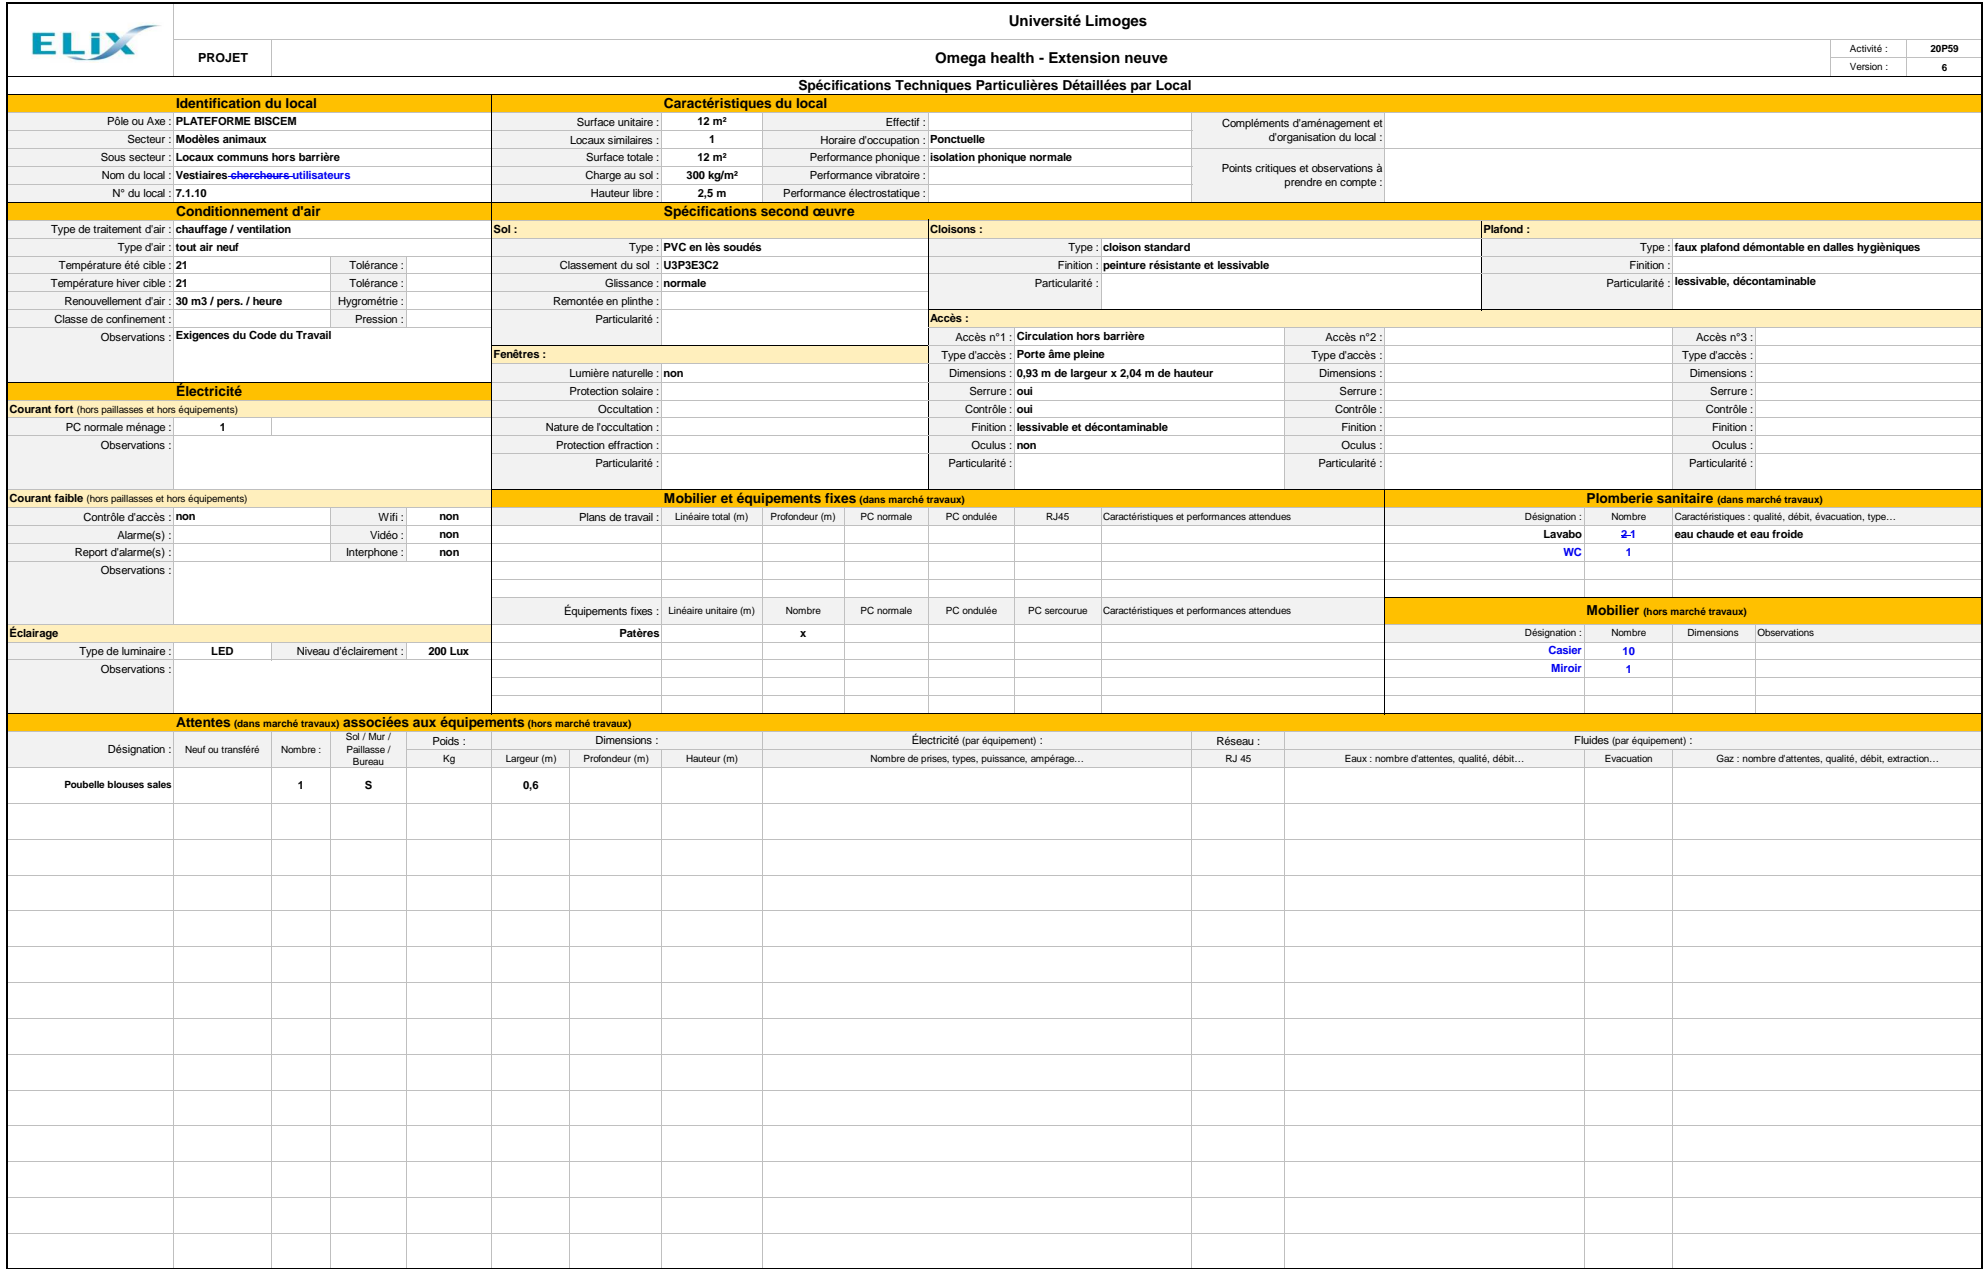 ELiX
Université Limoges
PROJET
Omega health - Extension neuve
Activité : 20P59
Version : 6
Spécifications Techniques Particulières Détaillées par Local
Identification du local
Caractéristiques du local
Pôle ou Axe : PLATEFORME BISCEM
Surface unitaire : 12 m²
Effectif :
Compléments d'aménagement et d'organisation du local :
Secteur : Modèles animaux
Locaux similaires : 1
Horaire d'occupation : Ponctuelle
Sous secteur : Locaux communs hors barrière
Surface totale : 12 m²
Performance phonique : isolation phonique normale
Points critiques et observations à prendre en compte :
Nom du local : Vestiaires chercheurs utilisateurs
Charge au sol : 300 kg/m²
Performance vibratoire :
N° du local : 7.1.10
Hauteur libre : 2,5 m
Performance électrostatique :
Conditionnement d'air
Type de traitement d'air : chauffage / ventilation
Type d'air : tout air neuf
Température été cible : 21 Tolérance :
Température hiver cible : 21 Tolérance :
Renouvellement d'air : 30 m3 / pers. / heure Hygrométrie :
Classe de confinement : Pression :
Observations : Exigences du Code du Travail
Spécifications second œuvre
Sol :
Type : PVC en lès soudés
Classement du sol : U3P3E3C2
Glissance : normale
Remontée en plinthe :
Particularité :
Cloisons :
Type : cloison standard
Finition : peinture résistante et lessivable
Particularité :
Plafond :
Type : faux plafond démontable en dalles hygièniques
Finition :
Particularité : lessivable, décontaminable
Fenêtres :
Lumière naturelle : non
Protection solaire :
Occultation :
Nature de l'occultation :
Protection effraction :
Particularité :
Accès :
Accès n°1 : Circulation hors barrière Accès n°2 : Accès n°3 :
Type d'accès : Porte âme pleine Type d'accès : Type d'accès :
Dimensions : 0,93 m de largeur x 2,04 m de hauteur Dimensions : Dimensions :
Serrure : oui Serrure : Serrure :
Contrôle : oui Contrôle : Contrôle :
Finition : lessivable et décontaminable Finition : Finition :
Oculus : non Oculus : Oculus :
Particularité : Particularité : Particularité :
Électricité
Courant fort (hors paillasses et hors équipements)
PC normale ménage : 1
Observations :
Courant faible (hors paillasses et hors équipements)
Contrôle d'accès : non Wifi : non
Alarme(s) : Vidéo : non
Report d'alarme(s) : Interphone : non
Observations :
Éclairage
Type de luminaire : LED Niveau d'éclairement : 200 Lux
Observations :
Mobilier et équipements fixes (dans marché travaux)
Plans de travail : Linéaire total (m) Profondeur (m) PC normale PC ondulée RJ45 Caractéristiques et performances attendues
Équipements fixes : Linéaire unitaire (m) Nombre PC normale PC ondulée PC sercourue Caractéristiques et performances attendues
Patères x
Plomberie sanitaire (dans marché travaux)
Désignation : Nombre Caractéristiques : qualité, débit, évacuation, type…
Lavabo 2 1 eau chaude et eau froide
WC 1
Mobilier (hors marché travaux)
Désignation : Nombre Dimensions Observations
Casier 10
Miroir 1
Attentes (dans marché travaux) associées aux équipements (hors marché travaux)
Désignation : Neuf ou transféré Nombre : Sol / Mur / Paillasse / Bureau Poids : Dimensions : Électricité (par équipement) : Réseau : Fluides (par équipement) :
Kg Largeur (m) Profondeur (m) Hauteur (m) Nombre de prises, types, puissance, ampérage… RJ 45 Eaux : nombre d'attentes, qualité, débit… Evacuation Gaz : nombre d'attentes, qualité, débit, extraction…
Poubelle blouses sales 1 S 0,6